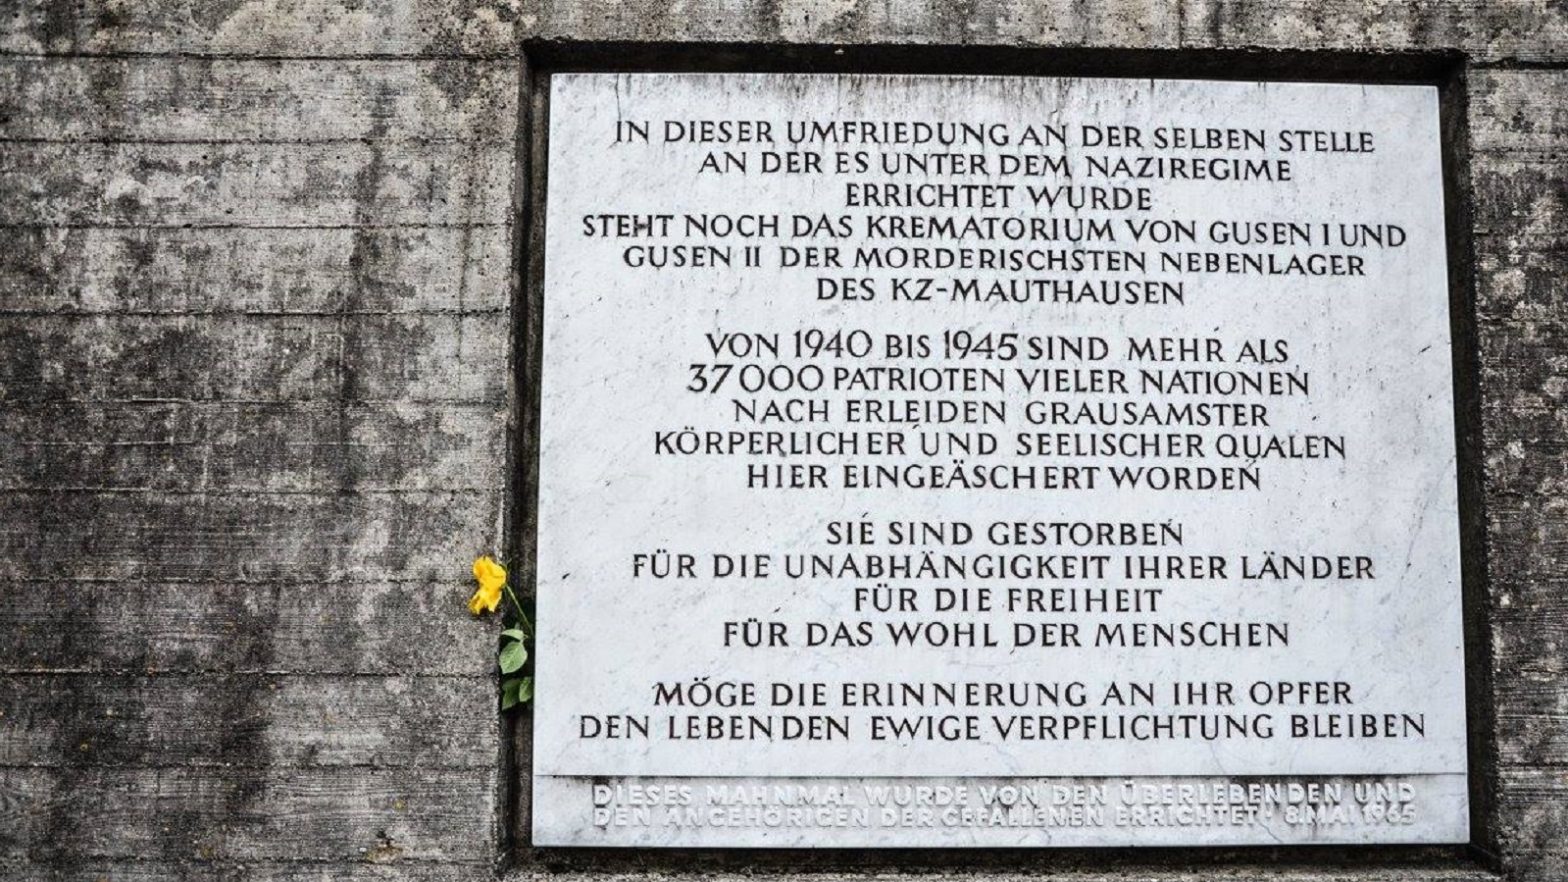 IN DIESER UMFRIEDUNG AN DER SELBEN STELLE
AN DER ES UNTER DEM NAZIREGIME
ERRICHTET WURDE
STEHT NOCH DAS KREMATORIUM VON GUSEN I UND
GUSEN II DER MÖRDERISCHSTEN NEBENLAGER
DES KZ-MAUTHAUSEN
VON 1940 BIS 1945 SIND MEHR ALS
37000 PATRIOTEN VIELER NATIONEN
NACH ERLEIDEN GRAUSAMSTER
KÖRPERLICHER UND SEELISCHER QUALEN
HIER EINGEÄSCHERT WORDEN
SIE SIND GESTORBEN
FÜR DIE UNABHÄNGIGKEIT IHRER LÄNDER
FÜR DIE FREIHEIT
FÜR DAS WOHL DER MENSCHEN
MÖGE DIE ERINNERUNG AN IHR OPFER
DEN LEBENDEN EWIGE VERPFLICHTUNG BLEIBEN
DIESES MAHNMAL WURDE VON DEN ÜBERLEBENDEN UND
DEN ANGEHÖRIGEN DER GEFALLENEN ERRICHTET · 8. MAI 1965